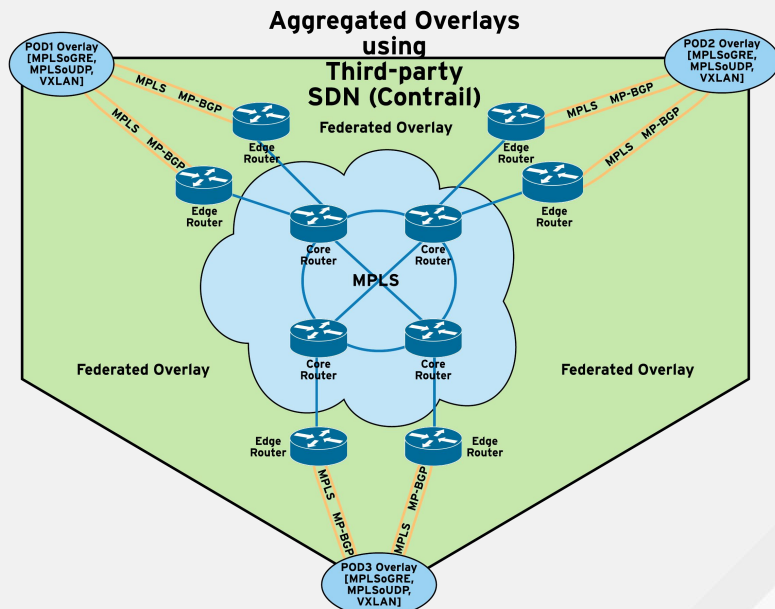 Aggregated Overlays
using
Third-party
SDN (Contrail)
POD1 Overlay
[MPLSoGRE,
MPLSoUDP,
VXLAN]
POD2 Overlay
[MPLSoGRE,
MPLSoUDP,
VXLAN]
MPLS MP-BGP
MPLS MP-BGP
MPLS MP-BGP
MPLS MP-BGP
Federated Overlay
Edge
Router
Edge
Router
Edge
Router
Edge
Router
Core
Router
Core
Router
MPLS
Core
Router
Core
Router
Federated Overlay
Federated Overlay
Edge
Router
Edge
Router
MPLS MP-BGP
MPLS MP-BGP
POD3 Overlay
[MPLSoGRE,
MPLSoUDP,
VXLAN]